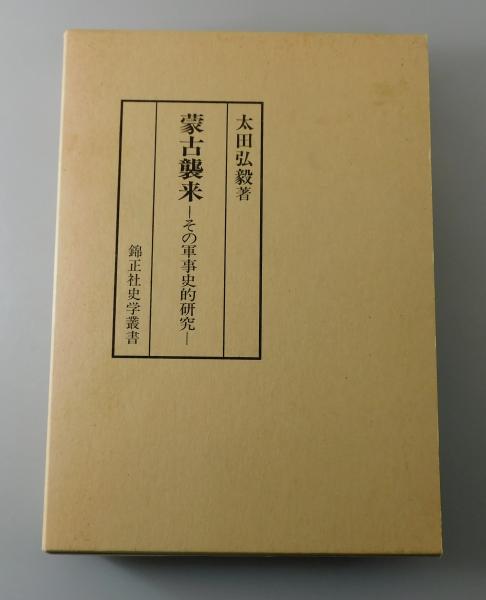 太田弘毅著
蒙古襲来―その軍事史的研究―
錦正社史学叢書